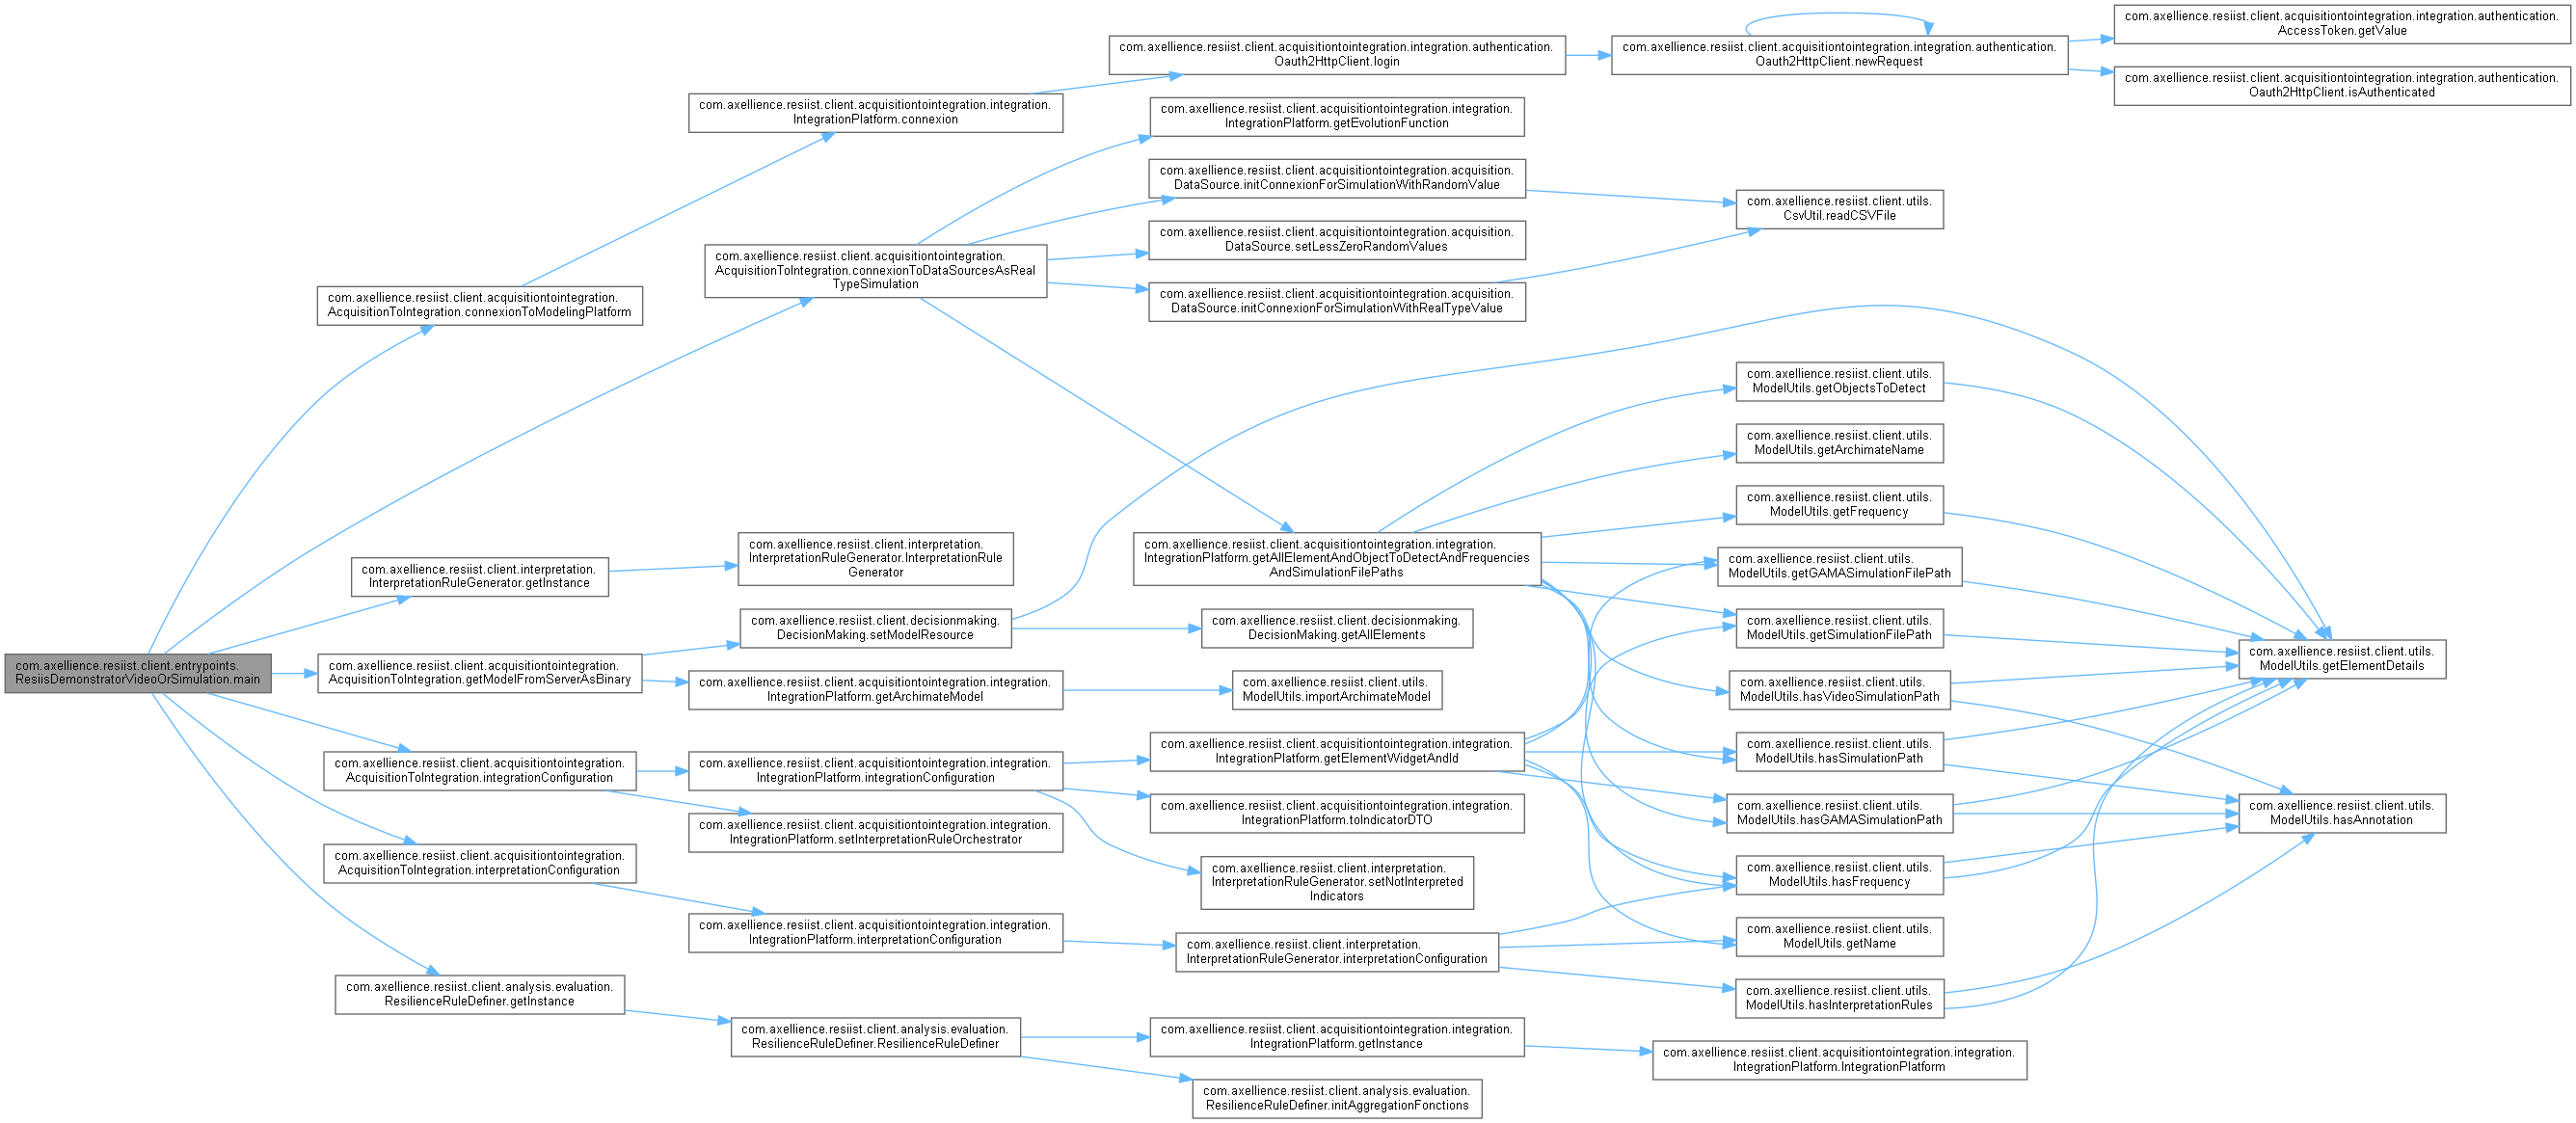 com.axellience.resiist.client.entrypoints.
ResiisDemonstratorVideoOrSimulation.main
com.axellience.resiist.client.acquisitiontointegration.
AcquisitionToIntegration.connexionToModelingPlatform
com.axellience.resiist.client.interpretation.
InterpretationRuleGenerator.getInstance
com.axellience.resiist.client.acquisitiontointegration.
AcquisitionToIntegration.getModelFromServerAsBinary
com.axellience.resiist.client.acquisitiontointegration.
AcquisitionToIntegration.integrationConfiguration
com.axellience.resiist.client.acquisitiontointegration.
AcquisitionToIntegration.interpretationConfiguration
com.axellience.resiist.client.analysis.evaluation.
ResilienceRuleDefiner.getInstance
com.axellience.resiist.client.acquisitiontointegration.integration.
IntegrationPlatform.connexion
com.axellience.resiist.client.acquisitiontointegration.
AcquisitionToIntegration.connexionToDataSourcesAsReal
TypeSimulation
com.axellience.resiist.client.interpretation.
InterpretationRuleGenerator.InterpretationRule
Generator
com.axellience.resiist.client.decisionmaking.
DecisionMaking.setModelResource
com.axellience.resiist.client.acquisitiontointegration.integration.
IntegrationPlatform.getArchimateModel
com.axellience.resiist.client.acquisitiontointegration.integration.
IntegrationPlatform.integrationConfiguration
com.axellience.resiist.client.acquisitiontointegration.integration.
IntegrationPlatform.setInterpretationRuleOrchestrator
com.axellience.resiist.client.acquisitiontointegration.integration.
IntegrationPlatform.interpretationConfiguration
com.axellience.resiist.client.analysis.evaluation.
ResilienceRuleDefiner.ResilienceRuleDefiner
com.axellience.resiist.client.acquisitiontointegration.integration.authentication.
Oauth2HttpClient.login
com.axellience.resiist.client.acquisitiontointegration.integration.
IntegrationPlatform.getEvolutionFunction
com.axellience.resiist.client.acquisitiontointegration.acquisition.
DataSource.initConnexionForSimulationWithRandomValue
com.axellience.resiist.client.acquisitiontointegration.acquisition.
DataSource.setLessZeroRandomValues
com.axellience.resiist.client.acquisitiontointegration.acquisition.
DataSource.initConnexionForSimulationWithRealTypeValue
com.axellience.resiist.client.acquisitiontointegration.integration.
IntegrationPlatform.getAllElementAndObjectToDetectAndFrequencies
AndSimulationFilePaths
com.axellience.resiist.client.decisionmaking.
DecisionMaking.getAllElements
com.axellience.resiist.client.utils.
ModelUtils.importArchimateModel
com.axellience.resiist.client.acquisitiontointegration.integration.
IntegrationPlatform.getElementWidgetAndId
com.axellience.resiist.client.acquisitiontointegration.integration.
IntegrationPlatform.toIndicatorDTO
com.axellience.resiist.client.interpretation.
InterpretationRuleGenerator.setNotInterpreted
Indicators
com.axellience.resiist.client.interpretation.
InterpretationRuleGenerator.interpretationConfiguration
com.axellience.resiist.client.acquisitiontointegration.integration.
IntegrationPlatform.getInstance
com.axellience.resiist.client.analysis.evaluation.
ResilienceRuleDefiner.initAggregationFonctions
com.axellience.resiist.client.acquisitiontointegration.integration.authentication.
Oauth2HttpClient.newRequest
com.axellience.resiist.client.utils.
CsvUtil.readCSVFile
com.axellience.resiist.client.utils.
ModelUtils.getObjectsToDetect
com.axellience.resiist.client.utils.
ModelUtils.getArchimateName
com.axellience.resiist.client.utils.
ModelUtils.getFrequency
com.axellience.resiist.client.utils.
ModelUtils.getGAMASimulationFilePath
com.axellience.resiist.client.utils.
ModelUtils.getSimulationFilePath
com.axellience.resiist.client.utils.
ModelUtils.hasVideoSimulationPath
com.axellience.resiist.client.utils.
ModelUtils.hasSimulationPath
com.axellience.resiist.client.utils.
ModelUtils.hasGAMASimulationPath
com.axellience.resiist.client.utils.
ModelUtils.hasFrequency
com.axellience.resiist.client.utils.
ModelUtils.getName
com.axellience.resiist.client.utils.
ModelUtils.hasInterpretationRules
com.axellience.resiist.client.acquisitiontointegration.integration.
IntegrationPlatform.IntegrationPlatform
com.axellience.resiist.client.acquisitiontointegration.integration.authentication.
AccessToken.getValue
com.axellience.resiist.client.acquisitiontointegration.integration.authentication.
Oauth2HttpClient.isAuthenticated
com.axellience.resiist.client.utils.
ModelUtils.getElementDetails
com.axellience.resiist.client.utils.
ModelUtils.hasAnnotation